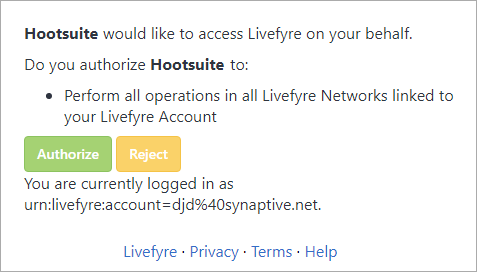 Hootsuite would like to access Livefyre on your behalf.
Do you authorize Hootsuite to:
• Perform all operations in all Livefyre Networks linked to
your Livefyre Account
Authorize Reject
You are currently logged in as
urn:livefyre:account=djd%40synaptive.net.
Livefyre · Privacy · Terms · Help